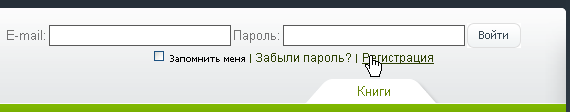 E-mail: Пароль: Войти
Запомнить меня | Забыли пароль? | Регистрация
Книги